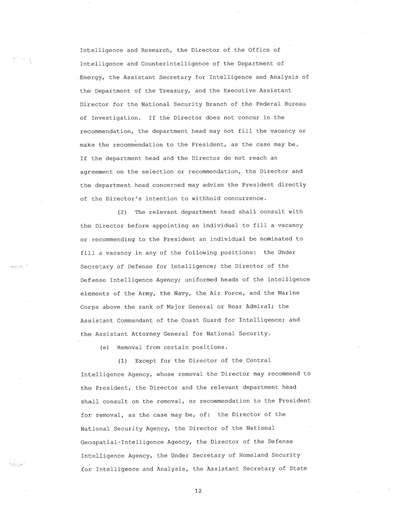 Intelligence and Research, the Director of the Office of
Intelligence and Counterintelligence of the Department of
Energy, the Assistant Secretary for Intelligence and Analysis of
the Department of the Treasury, and the Executive Assistant
Director for the National Security Branch of the Federal Bureau
of Investigation. If the Director does not concur in the
recommendation, the department head may not fill the vacancy or
make the recommendation to the President, as the case may be.
If the department head and the Director do not reach an
agreement on the selection or recommendation, the Director and
the department head concerned may advise the President directly
of the Director's intention to withhold concurrence.
(2) The relevant department head shall consult with
the Director before appointing an individual to fill a vacancy
or recommending to the President an individual be nominated to
fill a vacancy in any of the following positions: the Under
Secretary of Defense for Intelligence; the Director of the
Defense Intelligence Agency; uniformed heads of the intelligence
elements of the Army, the Navy, the Air Force, and the Marine
Corps above the rank of Major General or Rear Admiral; the
Assistant Commandant of the Coast Guard for Intelligence; and
the Assistant Attorney General for National Security.
(e) Removal from certain positions.
(1) Except for the Director of the Central
Intelligence Agency, whose removal the Director may recommend to
the President, the Director and the relevant department head
shall consult on the removal, or recommendation to the President
for removal, as the case may be, of: the Director of the
National Security Agency, the Director of the National
Geospatial-Intelligence Agency, the Director of the Defense
Intelligence Agency, the Under Secretary of Homeland Security
for Intelligence and Analysis, the Assistant Secretary of State
12